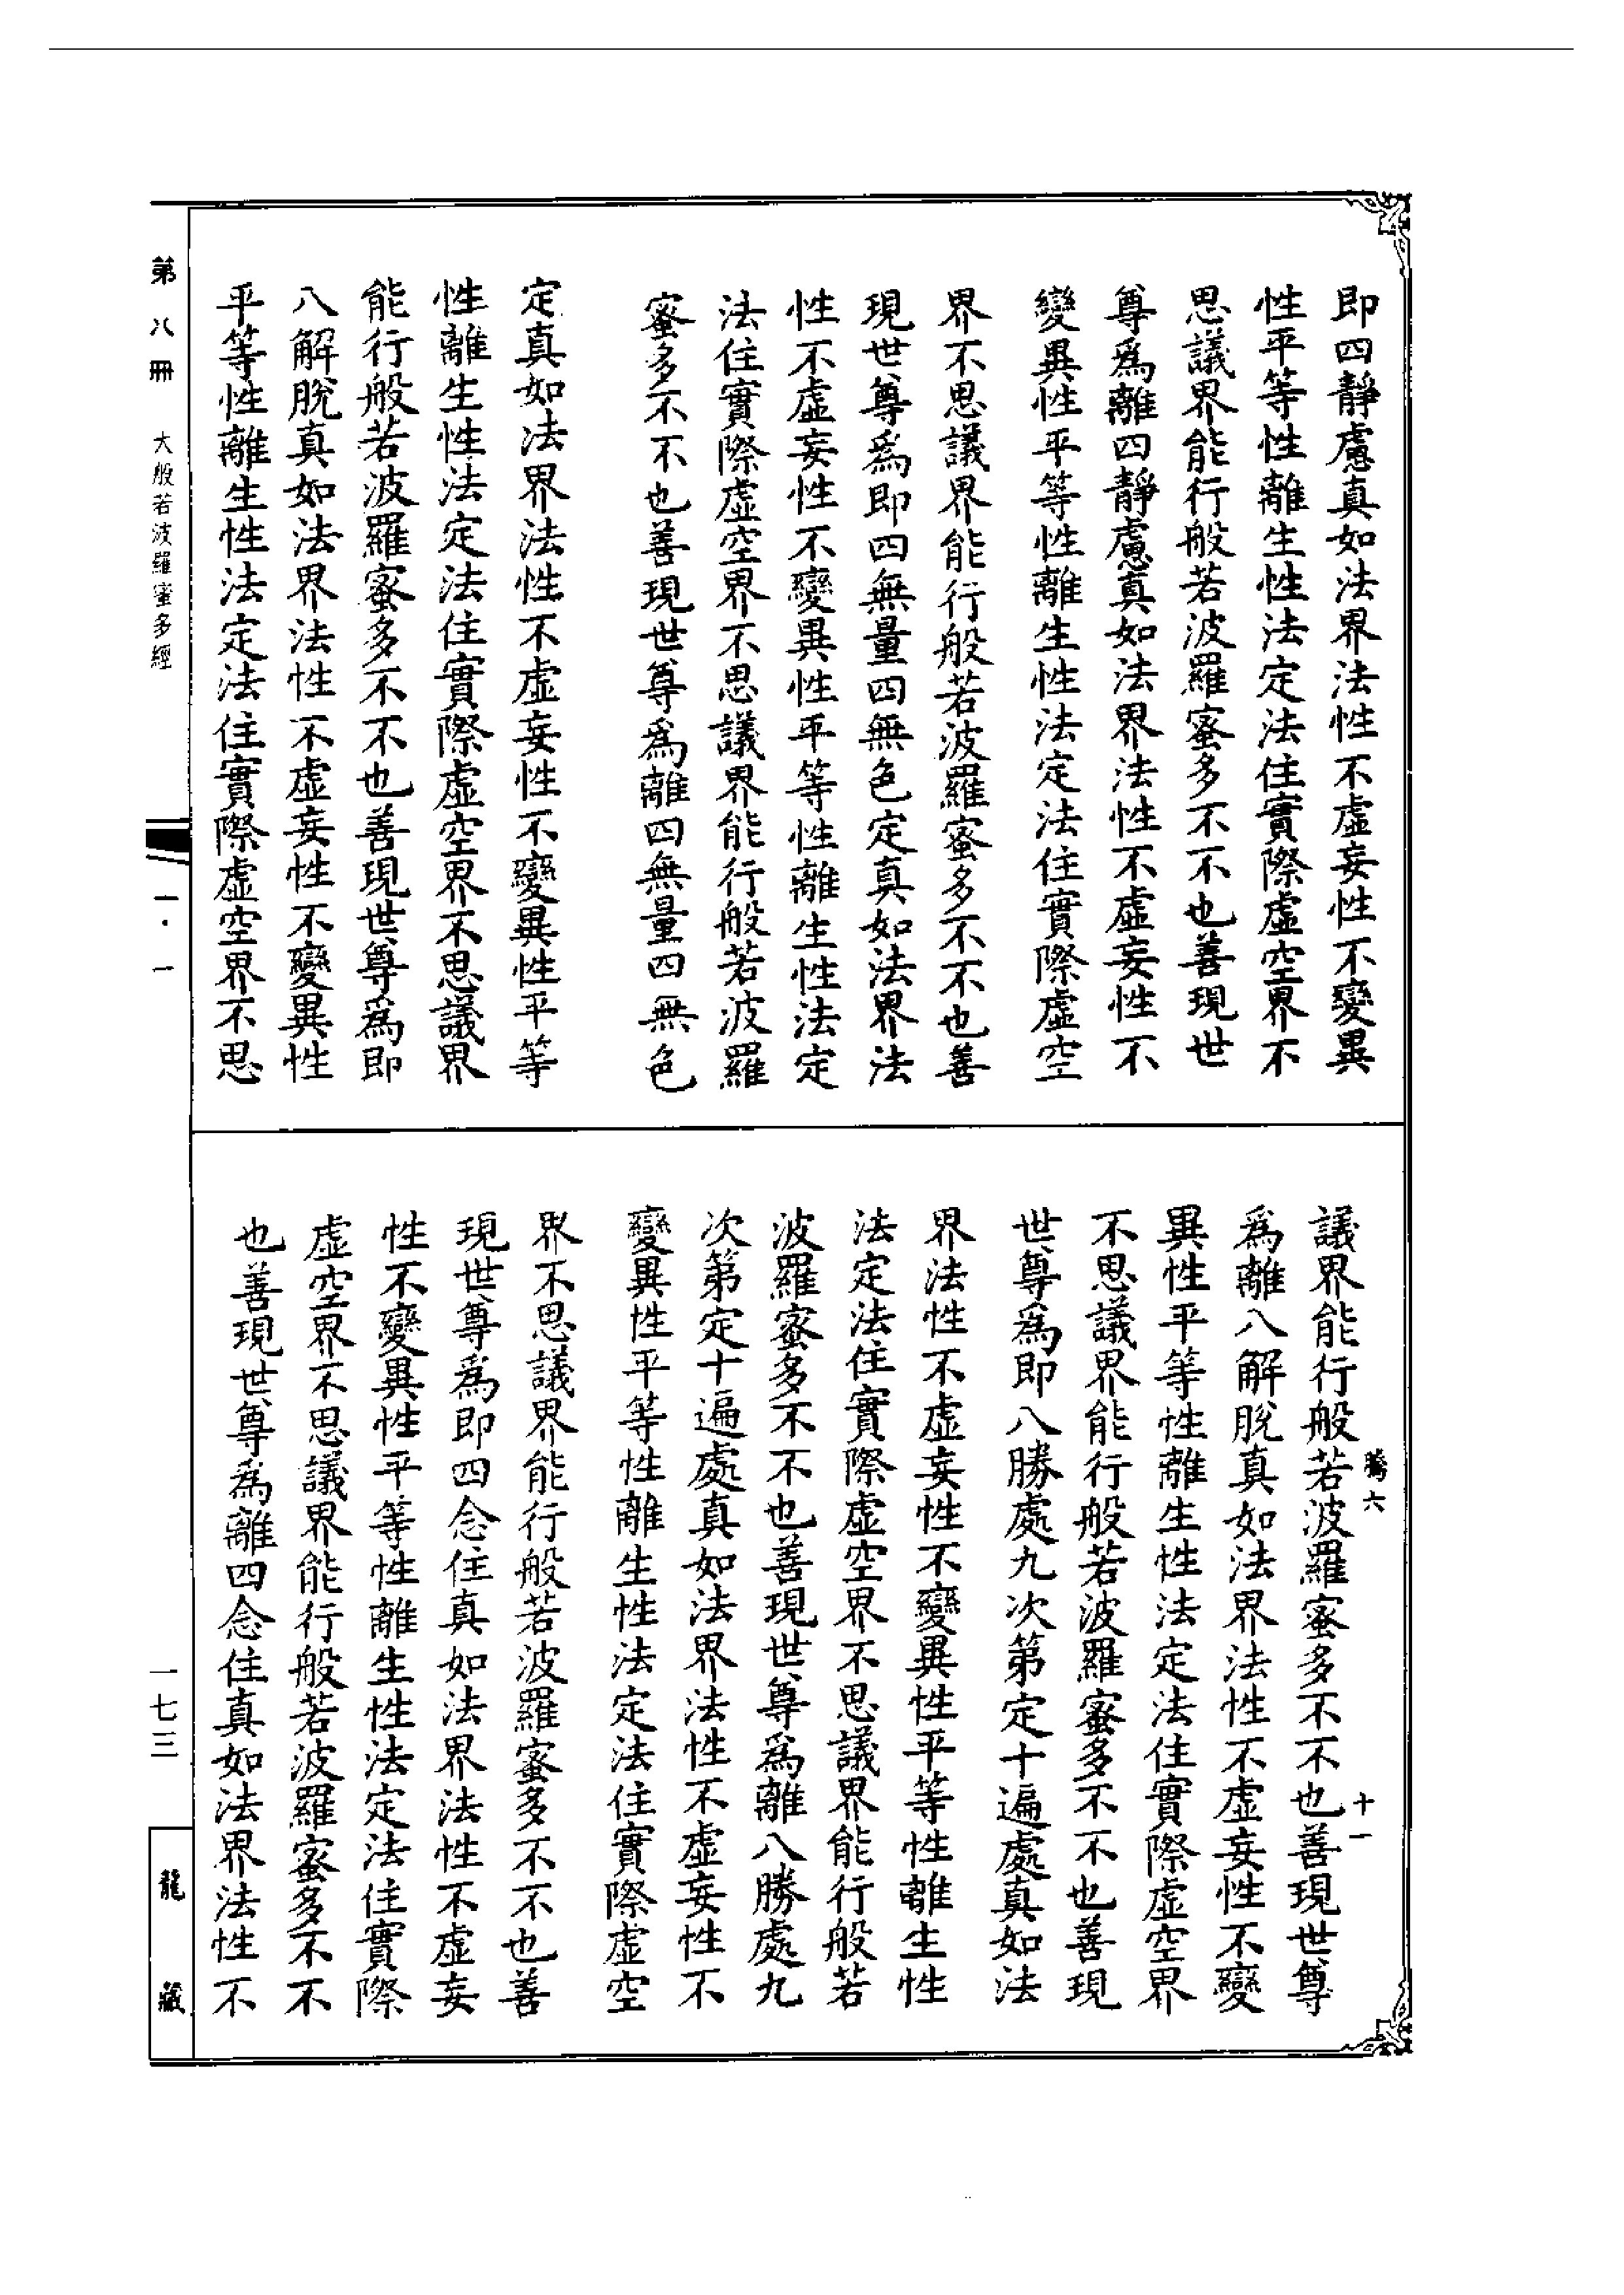 即四靜慮真如法界法性不虛妄性不變異
性平等性離生性法定法住實際虛空界不
思議界能行般若波羅蜜多不不也善現世
尊爲離四靜慮真如法界法性不虛妄性不
變異性平等性離生性法定法住實際虛空
界不思議界能行般若波羅蜜多不不也善
現世尊爲即四無量四無色定真如法界法
性不虛妄性不變異性平等性離生性法定
法住實際虛空界不思議界能行般若波羅
蜜多不不也善現世尊爲離四無量四無色
定真如法界法性不虛妄性不變異性平等
性離生性法定法住實際虛空界不思議界
能行般若波羅蜜多不不也善現世尊爲即
八解脫真如法界法性不虛妄性不變異性
平等性離生性法定法住實際虛空界不思
議界能行般若波羅蜜多不不也善現世尊
爲離八解脫真如法界法性不虛妄性不變
異性平等性離生性法定法住實際虛空界
不思議界能行般若波羅蜜多不不也善現
世尊爲即八勝處九次第定十遍處真如法
界法性不虛妄性不變異性平等性離生性
法定法住實際虛空界不思議界能行般若
波羅蜜多不不也善現世尊爲離八勝處九
次第定十遍處真如法界法性不虛妄性不
變異性平等性離生性法定法住實際虛空
界不思議界能行般若波羅蜜多不不也善
現世尊爲即四念住真如法界法性不虛妄
性不變異性平等性離生性法定法住實際
虛空界不思議界能行般若波羅蜜多不不
也善現世尊爲離四念住真如法界法性不
六 十一
第八冊 大般若波羅蜜多經 一·一 一七三 龍藏